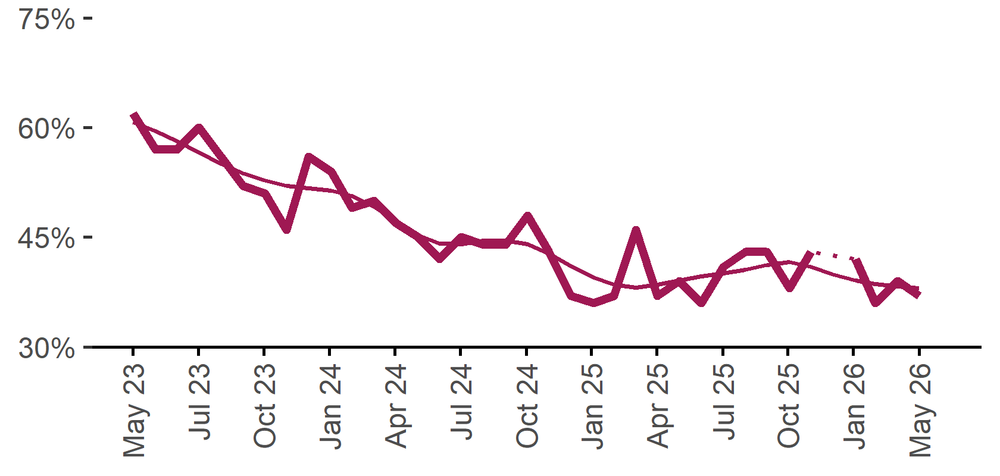 75%
60%
45%
30%
May 23
Jul 23
Oct 23
Jan 24
Apr 24
Jul 24
Oct 24
Jan 25
Apr 25
Jul 25
Oct 25
Jan 26
May 26